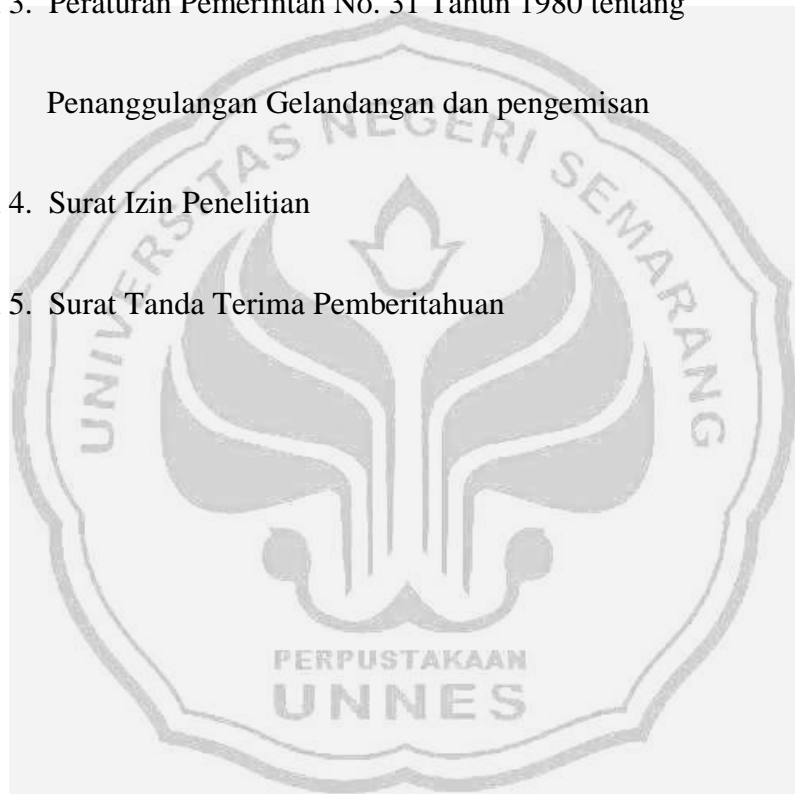 3. Peraturan Pemerintah No. 31 Tahun 1980 tentang
Penanggulangan Gelandangan dan pengemisan
4. Surat Izin Penelitian
5. Surat Tanda Terima Pemberitahuan
UNIVERSITAS NEGERI SEMARANG
PERPUSTAKAAN
UNNES